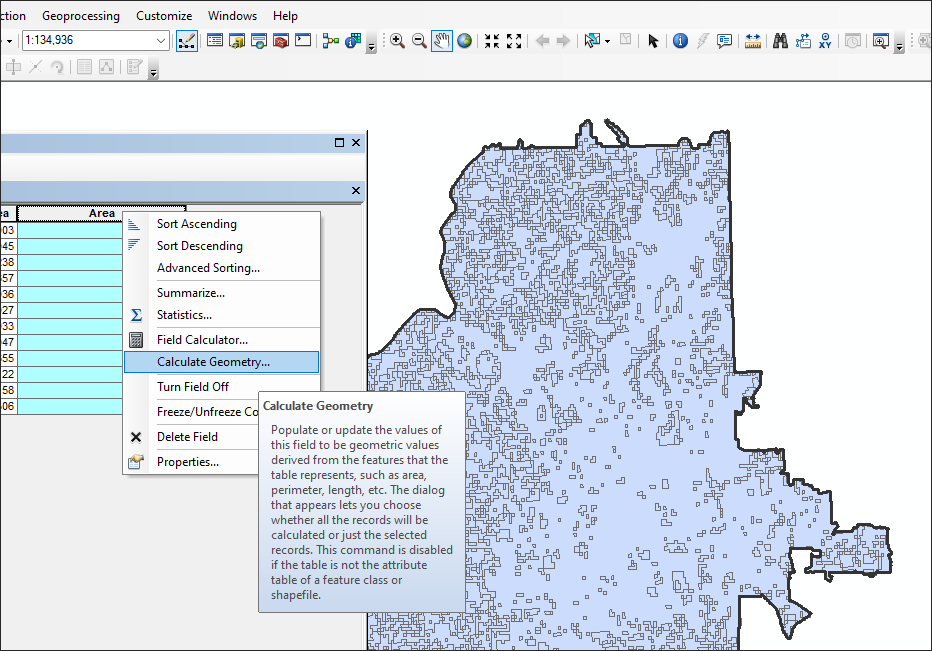 ction Geoprocessing Customize Windows Help
1:134,936
XY
ea Area
03
45
38
57
36
27
33
47
55
22
58
06
Sort Ascending
Sort Descending
Advanced Sorting...
Summarize...
Σ Statistics...
Field Calculator...
Calculate Geometry...
Turn Field Off
Freeze/Unfreeze Co
Delete Field
Properties...
Calculate Geometry
Populate or update the values of
this field to be geometric values
derived from the features that the
table represents, such as area,
perimeter, length, etc. The dialog
that appears lets you choose
whether all the records will be
calculated or just the selected
records. This command is disabled
if the table is not the attribute
table of a feature class or
shapefile.